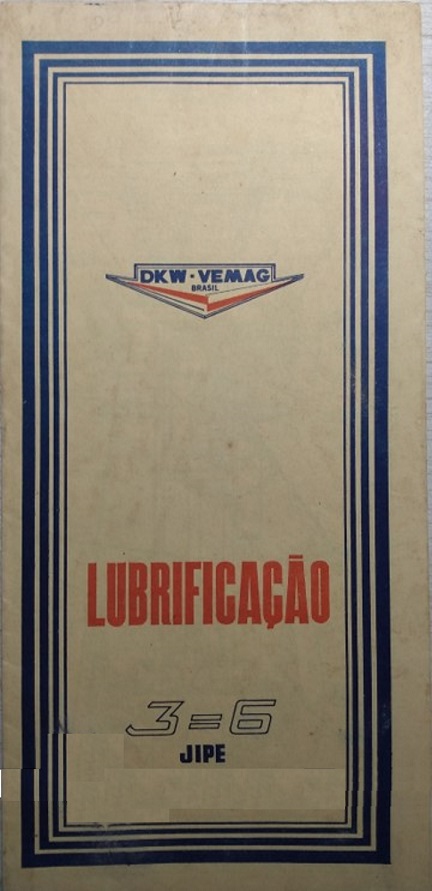 DKW - VEMAG
BRASIL
LUBRIFICAÇÃO
3=6
JIPE